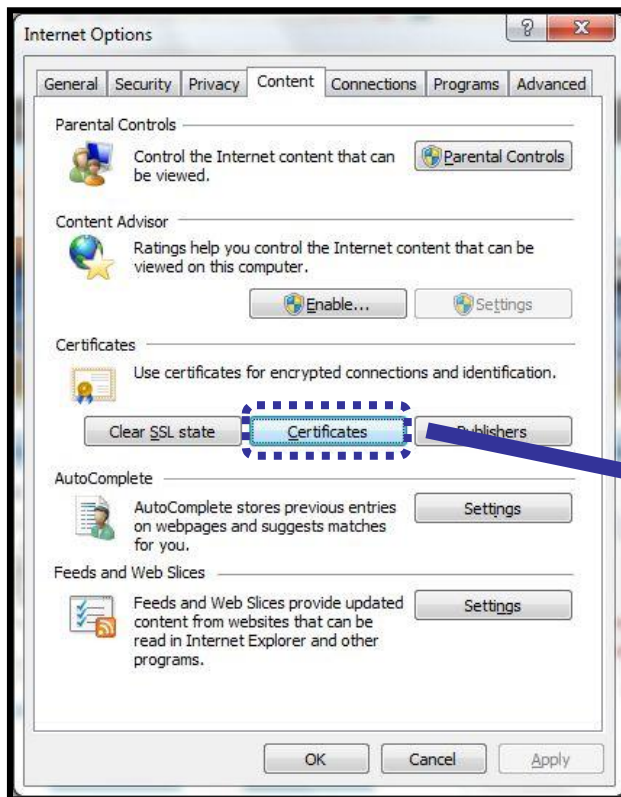 Internet Options
General Security Privacy Content Connections Programs Advanced
Parental Controls
Control the Internet content that can
be viewed.
Parental Controls
Content Advisor
Ratings help you control the Internet content that can be
viewed on this computer.
Enable... Settings
Certificates
Use certificates for encrypted connections and identification.
Clear SSL state Certificates Publishers
AutoComplete
AutoComplete stores previous entries
on webpages and suggests matches
for you.
Settings
Feeds and Web Slices
Feeds and Web Slices provide updated
content from websites that can be
read in Internet Explorer and other
programs.
Settings
OK Cancel Apply